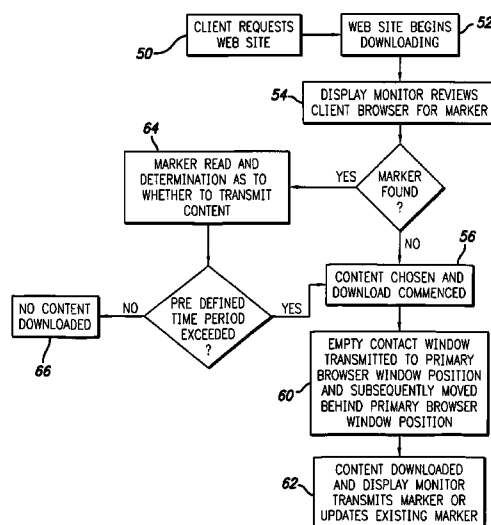 CLIENT REQUESTS
WEB SITE
50
WEB SITE BEGINS
DOWNLOADING
52
54
DISPLAY MONITOR REVIEWS
CLIENT BROWSER FOR MARKER
64
MARKER READ AND
DETERMINATION AS TO
WHETHER TO TRANSMIT
CONTENT
YES
MARKER
FOUND
?
NO
56
CONTENT CHOSEN AND
DOWNLOAD COMMENCED
NO CONTENT
DOWNLOADED
66
NO
PRE DEFINED
TIME PERIOD
EXCEEDED
?
YES
EMPTY CONTACT WINDOW
TRANSMITTED TO PRIMARY
BROWSER WINDOW POSITION
AND SUBSEQUENTLY MOVED
BEHIND PRIMARY BROWSER
WINDOW POSITION
60
CONTENT DOWNLOADED
AND DISPLAY MONITOR
TRANSMITS MARKER OR
UPDATES EXISTING MARKER
62